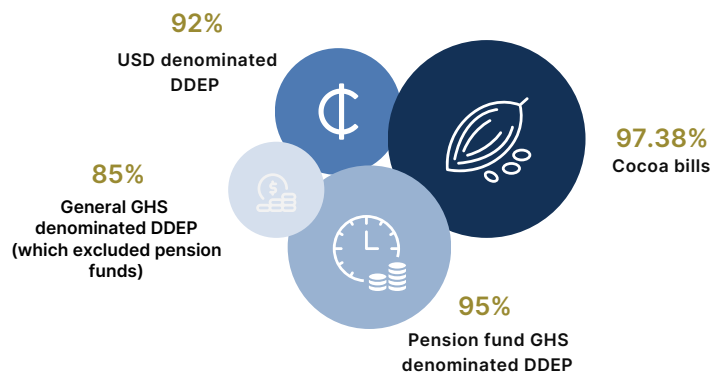 92%
USD denominated
DDEP
97.38%
Cocoa bills
85%
General GHS
denominated DDEP
(which excluded pension
funds)
$
95%
Pension fund GHS
denominated DDEP